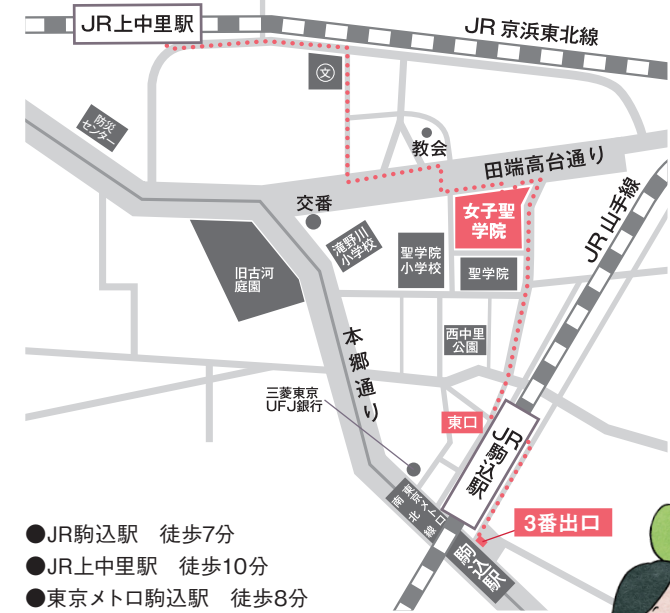 JR上中里駅
JR 京浜東北線
文
防災
センター
教会
田端高台通り
交番
女子聖
学院
JR 山手線
滝野川
小学校
聖学院
小学校
聖学院
旧古河
庭園
本郷通り
西中里
公園
三菱東京
UFJ銀行
東口
JR
駒込駅
東京メトロ
南北線
駒込駅
3番出口
●JR駒込駅 徒歩7分
●JR上中里駅 徒歩10分
●東京メトロ駒込駅 徒歩8分